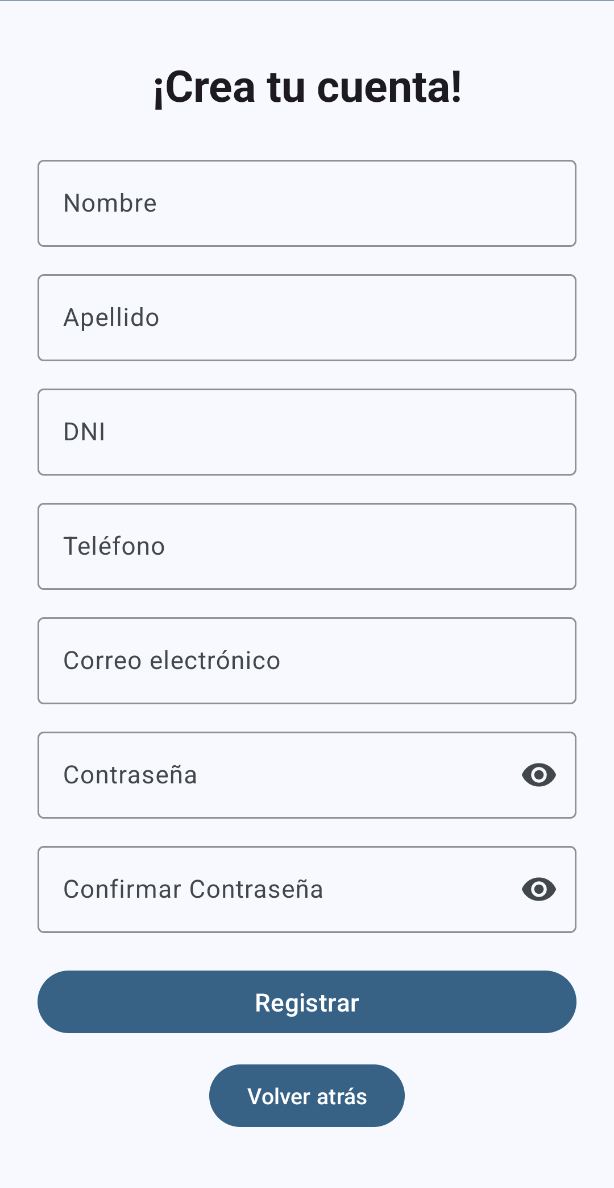 ¡Crea tu cuenta!
Nombre
Apellido
DNI
Teléfono
Correo electrónico
Contraseña
Confirmar Contraseña
Registrar
Volver atrás